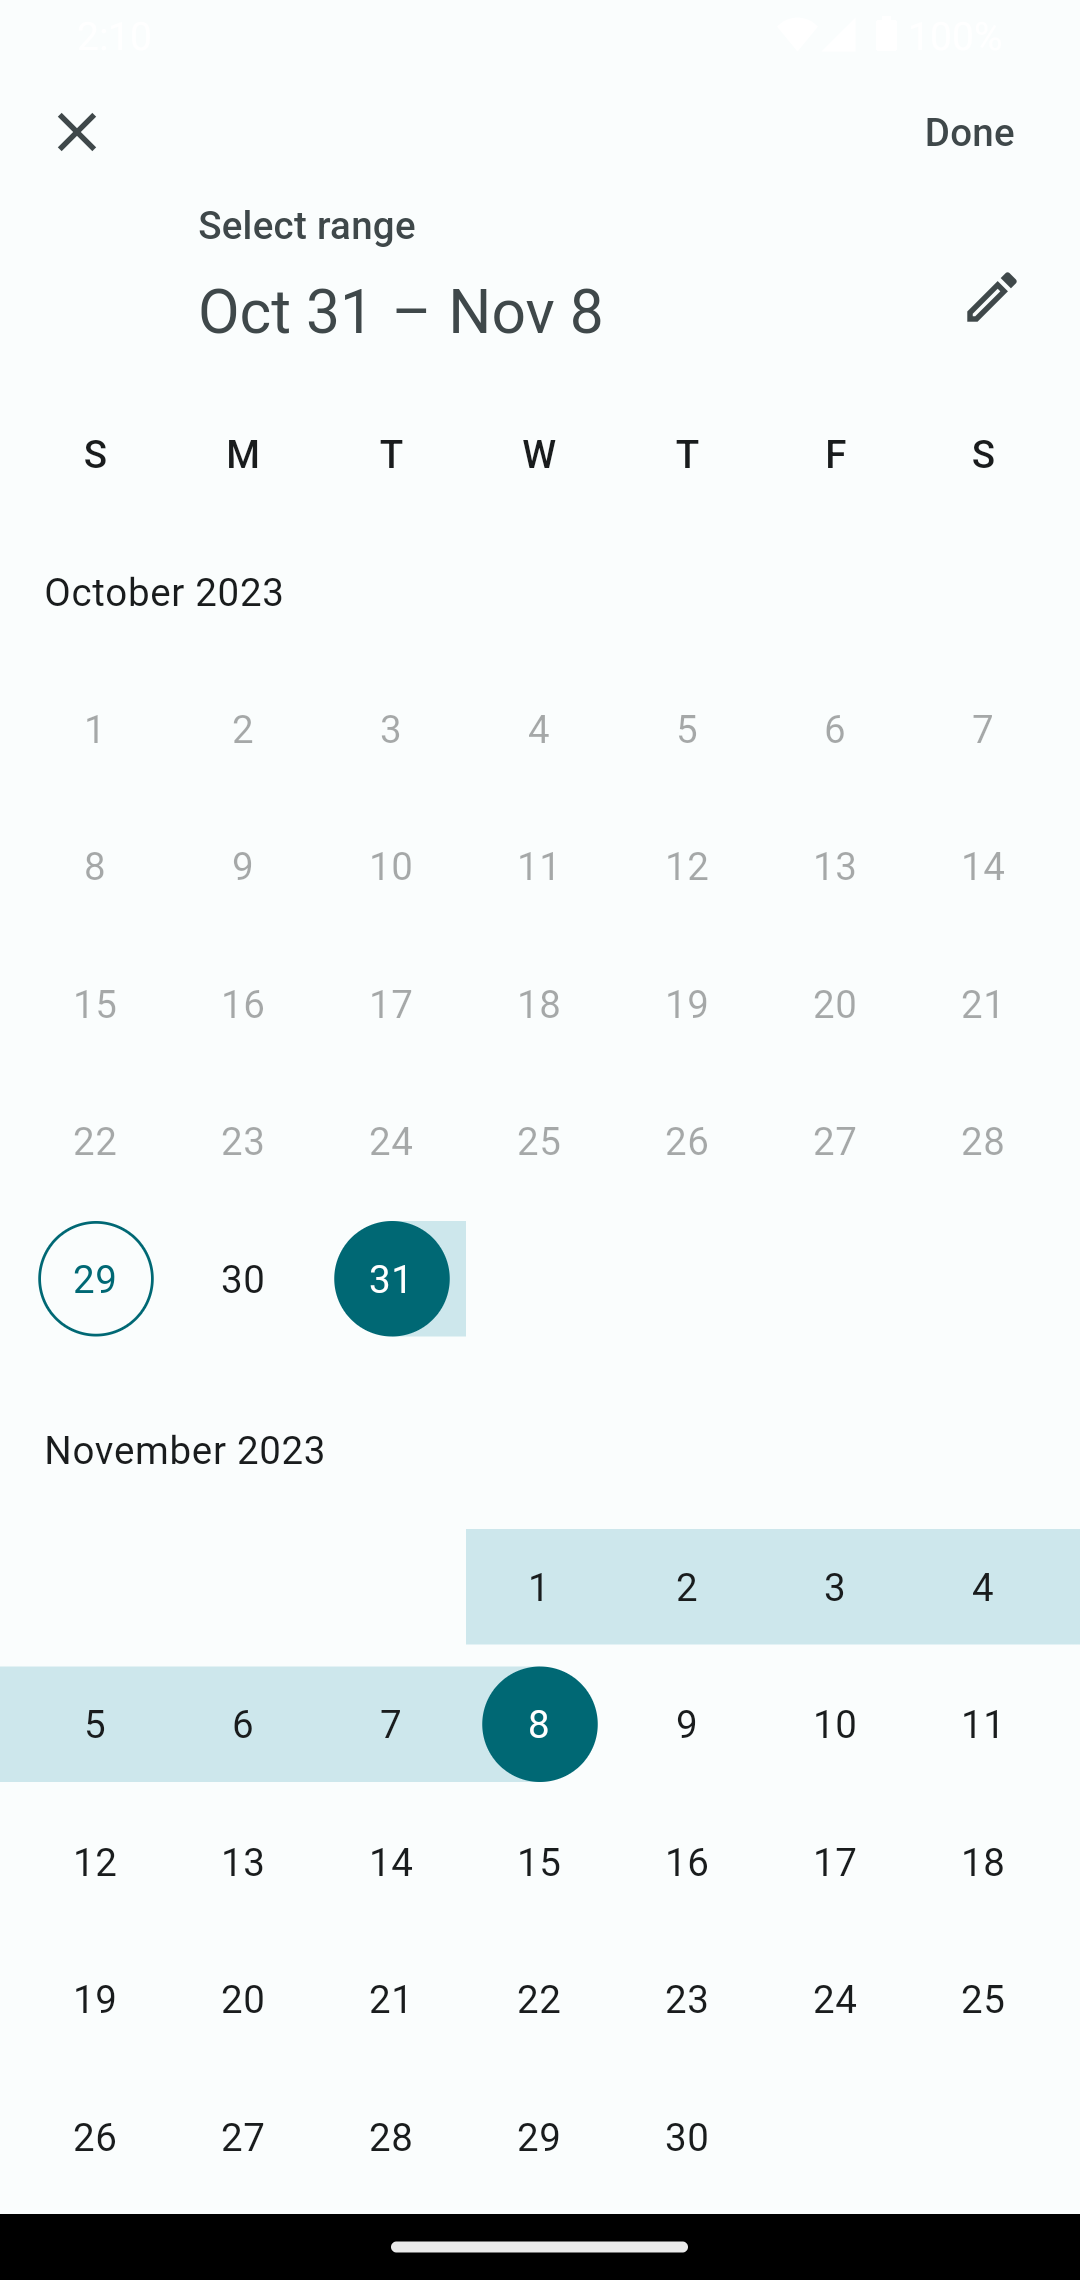 2:10 100%
Done
Select range
Oct 31 – Nov 8
S M T W T F S
October 2023
1 2 3 4 5 6 7
8 9 10 11 12 13 14
15 16 17 18 19 20 21
22 23 24 25 26 27 28
29 30 31
November 2023
1 2 3 4
5 6 7 8 9 10 11
12 13 14 15 16 17 18
19 20 21 22 23 24 25
26 27 28 29 30